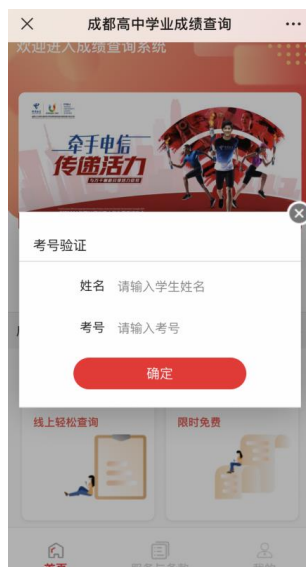 成都高中学业成绩查询
欢迎进入成绩查询系统
牵手电信
传递活力
考号验证
姓名 请输入学生姓名
考号 请输入考号
确定
线上轻松查询
限时免费
首页